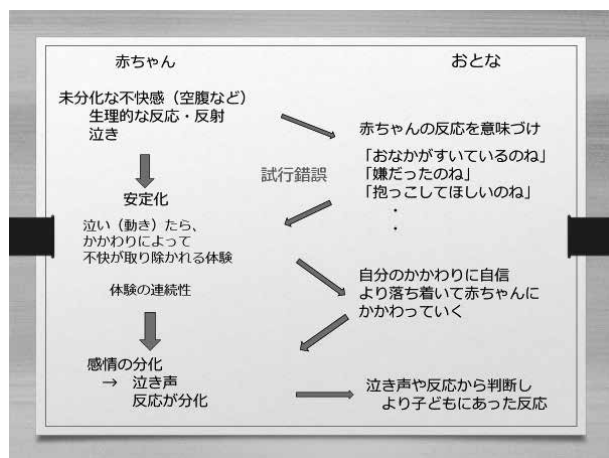 赤ちゃん
未分化な不快感（空腹など）
生理的な反応・反射
泣き
安定化
泣い（動き）たら、
かかわりによって
不快が取り除かれる体験
体験の連続性
感情の分化
→ 泣き声
反応が分化
試行錯誤
おとな
赤ちゃんの反応を意味づけ
「おなかがすいているのね」
「嫌だったのね」
「抱っこしてほしいのね」
・
・
自分のかかわりに自信
より落ち着いて赤ちゃんに
かかわっていく
泣き声や反応から判断し
より子どもにあった反応